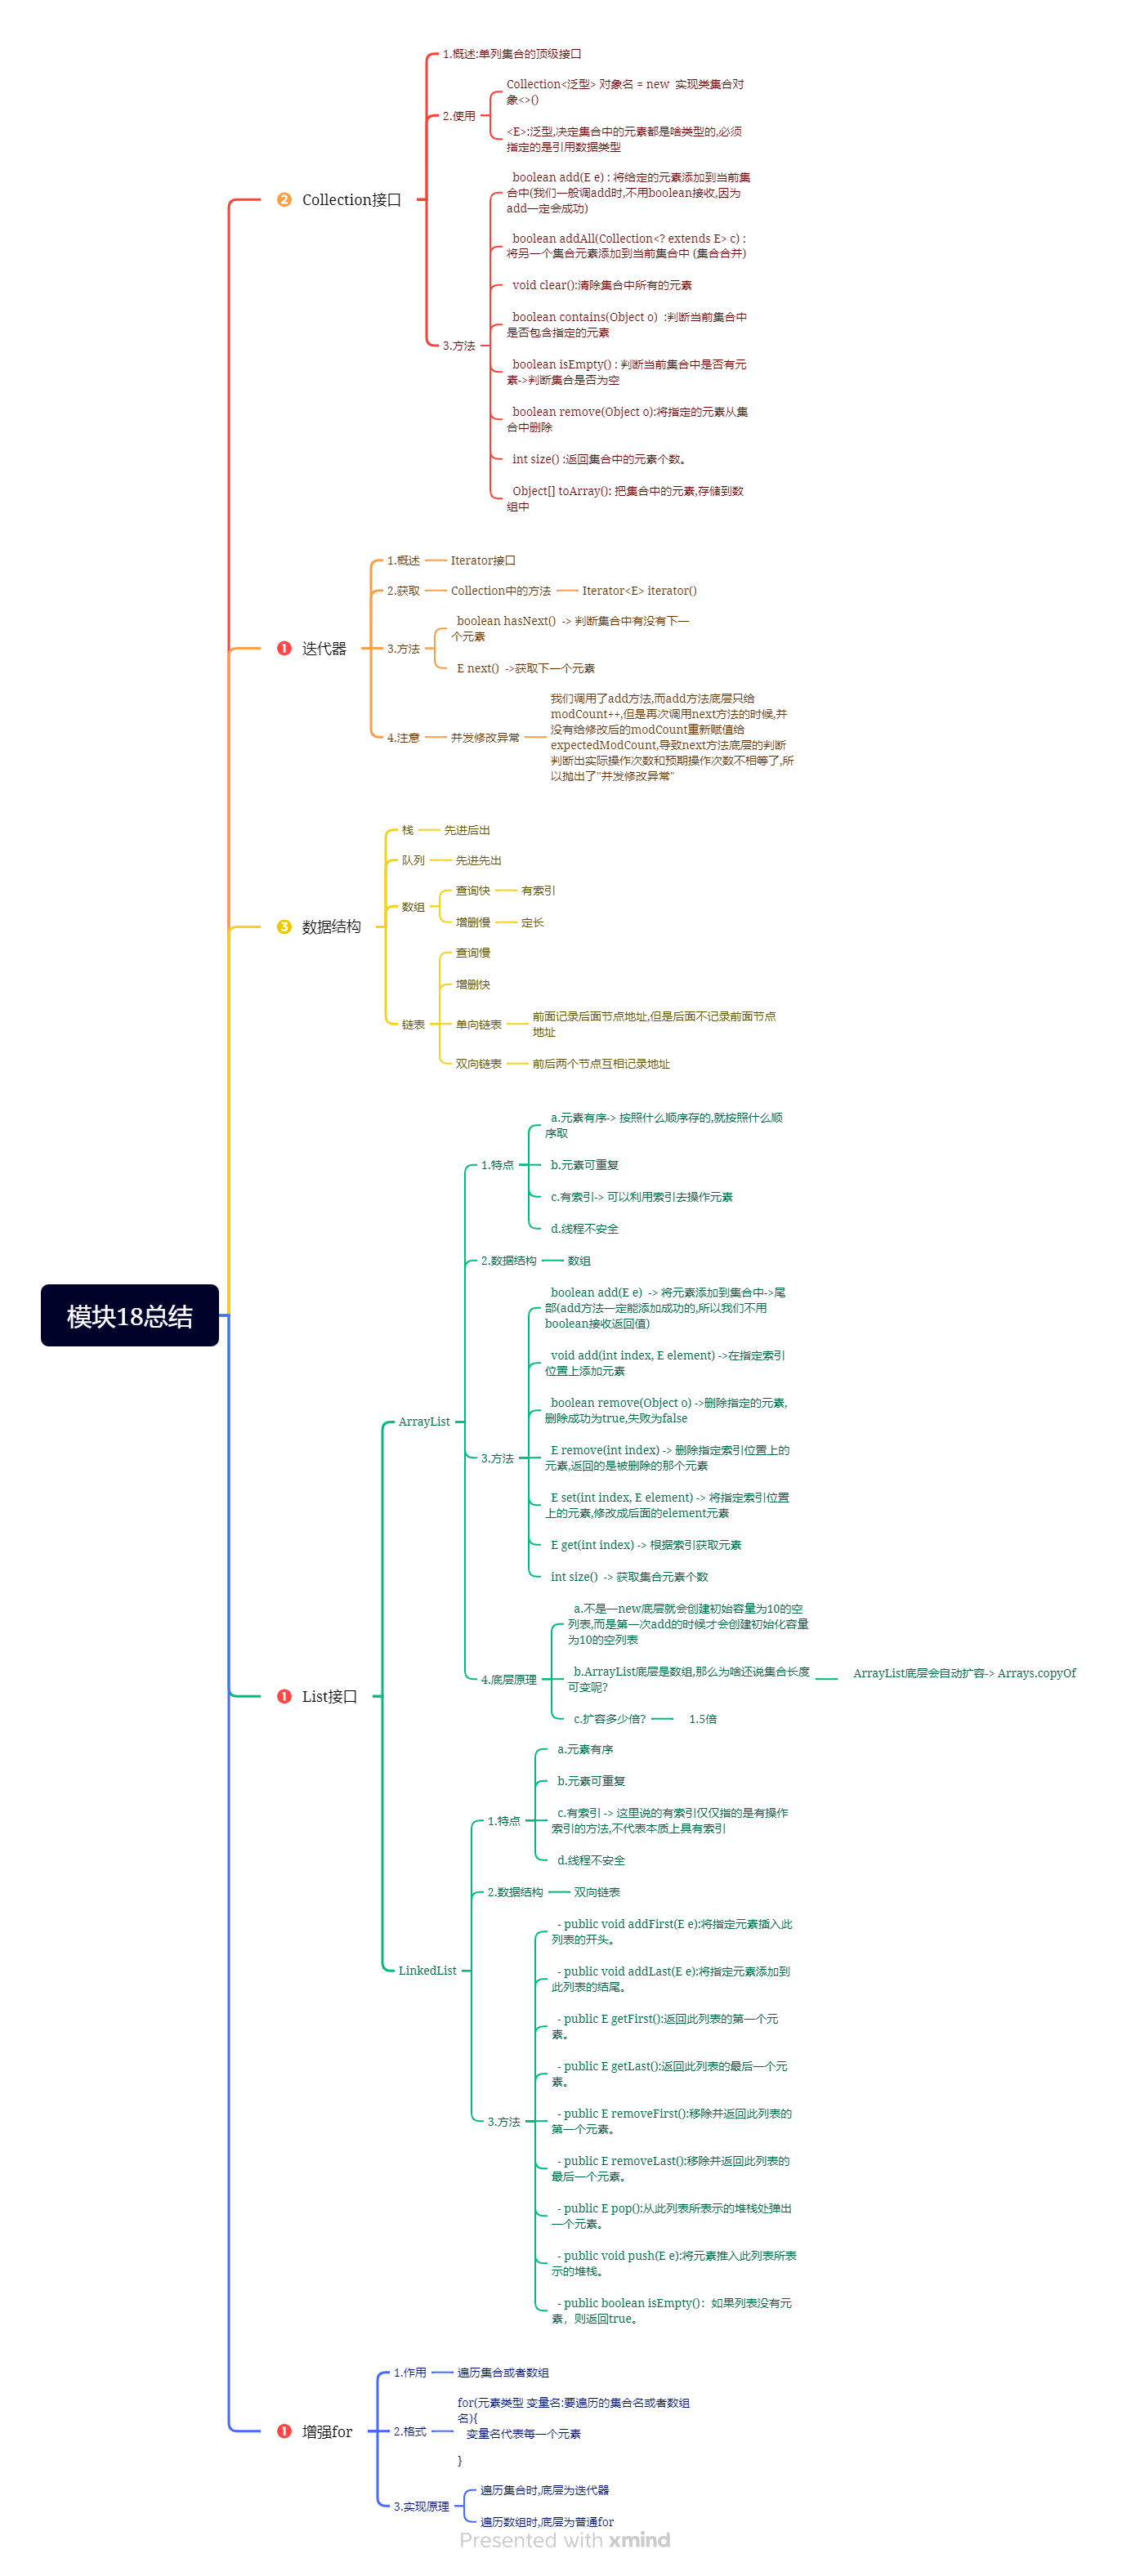 模块18总结
2 Collection接口
1.概述:单列集合的顶级接口
2.使用
Collection<泛型> 对象名 = new 实现类集合对
象<>()
<E>:泛型,决定集合中的元素都是啥类型的,必须
指定的是引用数据类型
3.方法
boolean add(E e) : 将给定的元素添加到当前集
合中(我们一般调add时,不用boolean接收,因为
add一定会成功)
boolean addAll(Collection<? extends E> c) :
将另一个集合元素添加到当前集合中 (集合合并)
void clear():清除集合中所有的元素
boolean contains(Object o) :判断当前集合中
是否包含指定的元素
boolean isEmpty() : 判断当前集合中是否有元
素->判断集合是否为空
boolean remove(Object o):将指定的元素从集
合中删除
int size() :返回集合中的元素个数。
Object[] toArray(): 把集合中的元素,存储到数
组中
1 迭代器
1.概述
Iterator接口
2.获取
Collection中的方法
Iterator<E> iterator()
3.方法
boolean hasNext() -> 判断集合中有没有下一
个元素
E next() ->获取下一个元素
4.注意
并发修改异常
我们调用了add方法,而add方法底层只给
modCount++,但是再次调用next方法的时候,并
没有给修改后的modCount重新赋值给
expectedModCount,导致next方法底层的判断
判断出实际操作次数和预期操作次数不相等了,所
以抛出了"并发修改异常"
3 数据结构
栈
先进后出
队列
先进先出
数组
查询快
有索引
增删慢
定长
链表
查询慢
增删快
单向链表
前面记录后面节点地址,但是后面不记录前面节点
地址
双向链表
前后两个节点互相记录地址
1 List接口
ArrayList
1.特点
a.元素有序-> 按照什么顺序存的,就按照什么顺
序取
b.元素可重复
c.有索引-> 可以利用索引去操作元素
d.线程不安全
2.数据结构
数组
3.方法
boolean add(E e) -> 将元素添加到集合中->尾
部(add方法一定能添加成功的,所以我们不用
boolean接收返回值)
void add(int index, E element) ->在指定索引
位置上添加元素
boolean remove(Object o) ->删除指定的元素,
删除成功为true,失败为false
E remove(int index) -> 删除指定索引位置上的
元素,返回的是被删除的那个元素
E set(int index, E element) -> 将指定索引位置
上的元素,修改成后面的element元素
E get(int index) -> 根据索引获取元素
int size() -> 获取集合元素个数
4.底层原理
a.不是一new底层就会创建初始容量为10的空
列表,而是第一次add的时候才会创建初始化容量
为10的空列表
b.ArrayList底层是数组,那么为啥还说集合长度
可变呢?
ArrayList底层会自动扩容-> Arrays.copyOf
c.扩容多少倍?
1.5倍
LinkedList
1.特点
a.元素有序
b.元素可重复
c.有索引 -> 这里说的有索引仅仅指的是有操作
索引的方法,不代表本质上具有索引
d.线程不安全
2.数据结构
双向链表
3.方法
- public void addFirst(E e):将指定元素插入此
列表的开头。
- public void addLast(E e):将指定元素添加到
此列表的结尾。
- public E getFirst():返回此列表的第一个元
素。
- public E getLast():返回此列表的最后一个元
素。
- public E removeFirst():移除并返回此列表的
第一个元素。
- public E removeLast():移除并返回此列表的
最后一个元素。
- public E pop():从此列表所表示的堆栈处弹出
一个元素。
- public void push(E e):将元素推入此列表所表
示的堆栈。
- public boolean isEmpty()：如果列表没有元
素，则返回true。
1 增强for
1.作用
遍历集合或者数组
2.格式
for(元素类型 变量名:要遍历的集合名或者数组
名){
变量名代表每一个元素
}
3.实现原理
遍历集合时,底层为迭代器
遍历数组时,底层为普通for
Presented with xmind